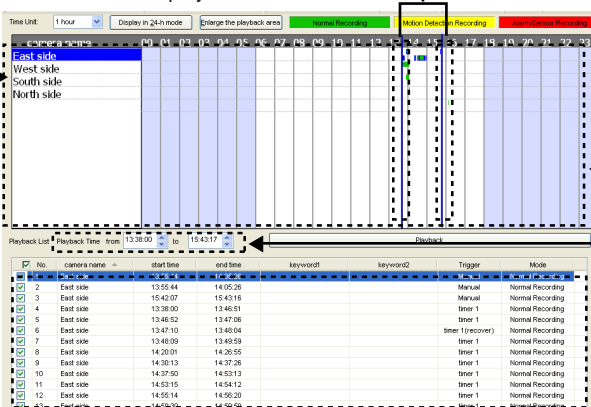 Time Unit: 1 hour Display in 24-h mode Enlarge the playback area Normal Recording Motion Detection Recording Alarm/Sensor Recording
camera name 00 01 02 03 04 05 06 07 08 09 10 11 12 13 14 15 16 17 18 19 20 21 22 23
East side
West side
South side
North side
Playback List Playback Time from 13:38:00 to 15:43:17 Playback
No. camera name start time end time keyword1 keyword2 Trigger Mode
2 East side 13:55:44 14:05:26 Manual Normal Recording
3 East side 15:42:07 15:43:16 Manual Normal Recording
4 East side 13:38:00 13:46:51 timer 1 Normal Recording
5 East side 13:46:52 13:47:06 timer 1 Normal Recording
6 East side 13:47:10 13:48:04 timer 1(recover) Normal Recording
7 East side 13:48:09 13:49:59 timer 1 Normal Recording
8 East side 14:20:01 14:26:55 timer 1 Normal Recording
9 East side 14:30:13 14:37:26 timer 1 Normal Recording
10 East side 14:37:50 14:53:13 timer 1 Normal Recording
11 East side 14:53:15 14:54:12 timer 1 Normal Recording
12 East side 14:55:14 14:56:20 timer 1 Normal Recording